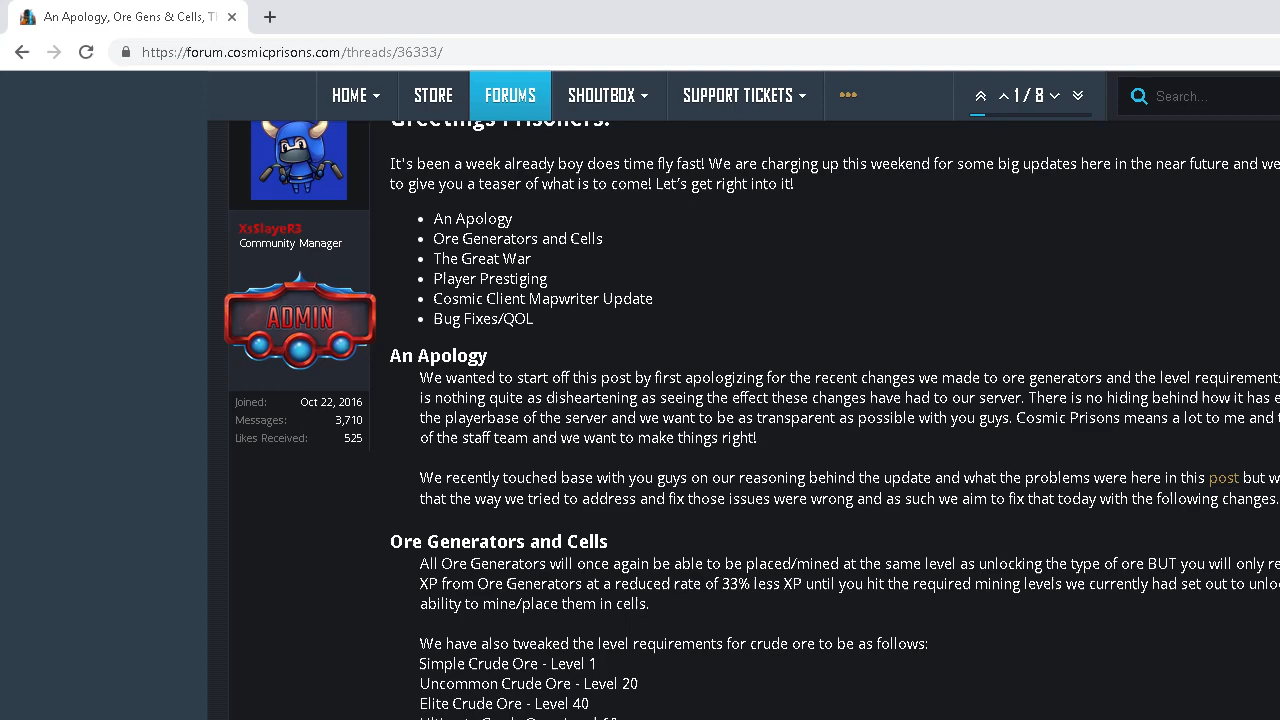 An Apology, Ore Gens & Cells, Th
https://forum.cosmicprisons.com/threads/36333/
HOME STORE FORUMS SHOUTBOX SUPPORT TICKETS ••• 1 / 8 Search...
Greetings Prisoners!
It's been a week already boy does time fly fast! We are charging up this weekend for some big updates here in the near future and we
to give you a teaser of what is to come! Let's get right into it!
• An Apology
• Ore Generators and Cells
• The Great War
• Player Prestiging
• Cosmic Client Mapwriter Update
• Bug Fixes/QOL
Xs$layeR3
Community Manager
ADMIN
Joined: Oct 22, 2016
Messages: 3,710
Likes Received: 525
An Apology
We wanted to start off this post by first apologizing for the recent changes we made to ore generators and the level requirements
is nothing quite as disheartening as seeing the effect these changes have had to our server. There is no hiding behind how it has
the playerbase of the server and we want to be as transparent as possible with you guys. Cosmic Prisons means a lot to me and
of the staff team and we want to make things right!
We recently touched base with you guys on our reasoning behind the update and what the problems were here in this post but
that the way we tried to address and fix those issues were wrong and as such we aim to fix that today with the following changes.
Ore Generators and Cells
All Ore Generators will once again be able to be placed/mined at the same level as unlocking the type of ore BUT you will only
XP from Ore Generators at a reduced rate of 33% less XP until you hit the required mining levels we currently had set out to
ability to mine/place them in cells.
We have also tweaked the level requirements for crude ore to be as follows:
Simple Crude Ore - Level 1
Uncommon Crude Ore - Level 20
Elite Crude Ore - Level 40